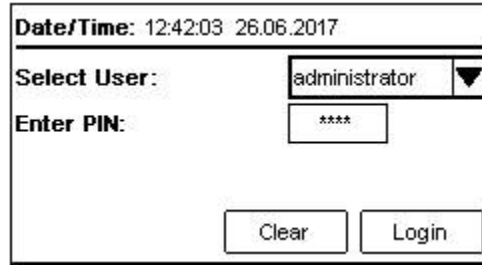 Date/Time: 12:42:03 26.06.2017
Select User: administrator
Enter PIN: ****
Clear Login